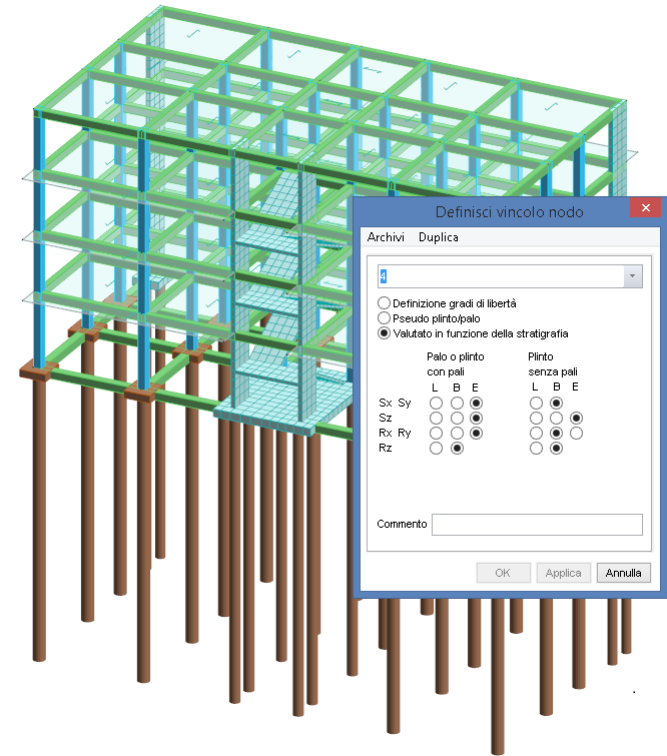 Definisci vincolo nodo
Archivi Duplica
4
Definizione gradi di libertà
Pseudo plinto/palo
Valutato in funzione della stratigrafia
Palo o plinto con pali
L B E
Plinto senza pali
L B E
Sx Sy
Sz
Rx Ry
Rz
Commento
OK Applica Annulla